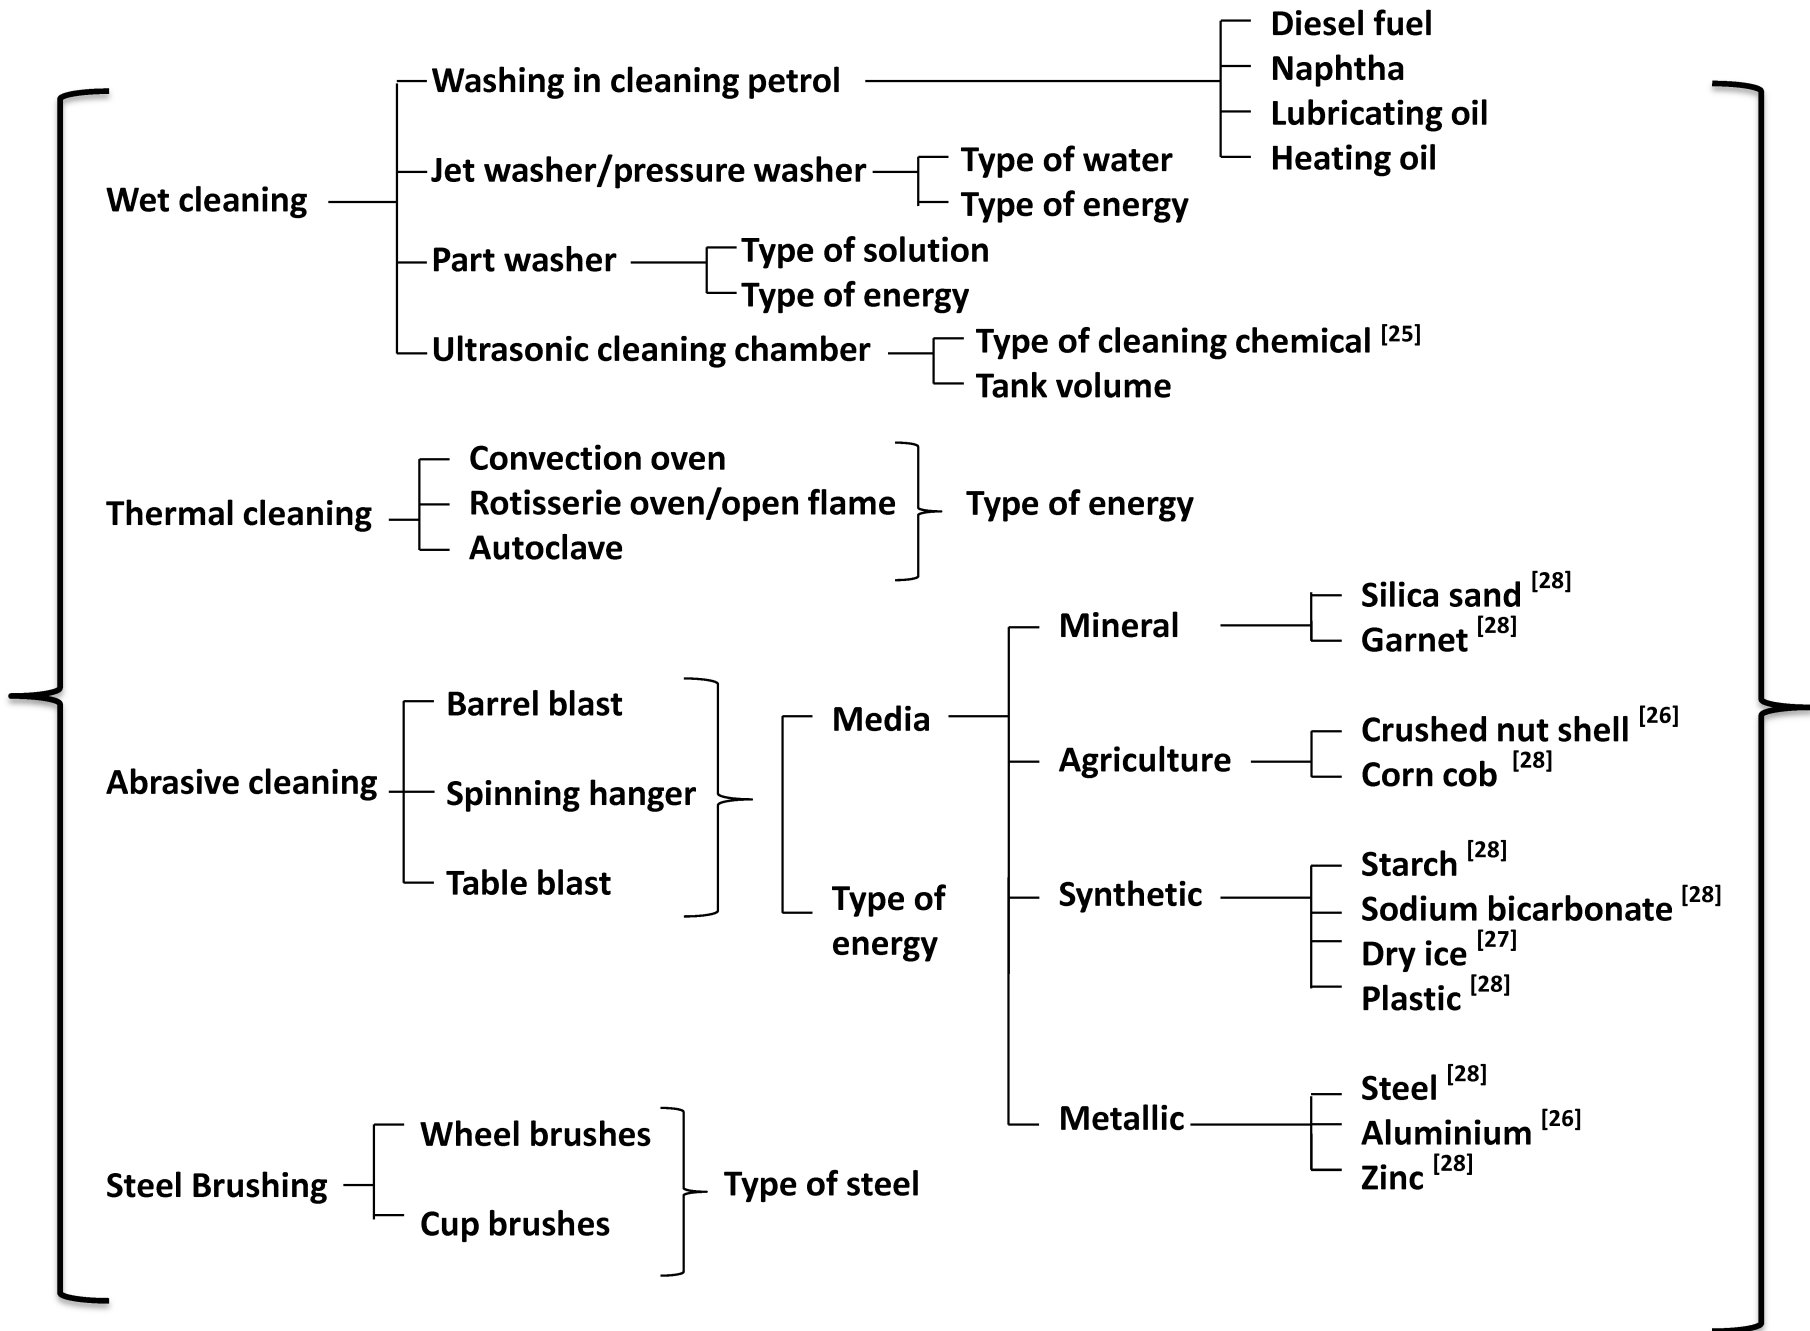 Wet cleaning
Washing in cleaning petrol
Diesel fuel
Naphtha
Lubricating oil
Heating oil
Jet washer/pressure washer
Type of water
Type of energy
Part washer
Type of solution
Type of energy
Ultrasonic cleaning chamber
Type of cleaning chemical [25]
Tank volume
Thermal cleaning
Convection oven
Rotisserie oven/open flame
Autoclave
Type of energy
Abrasive cleaning
Barrel blast
Spinning hanger
Table blast
Media
Mineral
Silica sand [28]
Garnet [28]
Agriculture
Crushed nut shell [26]
Corn cob [28]
Synthetic
Starch [28]
Sodium bicarbonate [28]
Dry ice [27]
Plastic [28]
Metallic
Steel [28]
Aluminium [26]
Zinc [28]
Type of
energy
Steel Brushing
Wheel brushes
Cup brushes
Type of steel